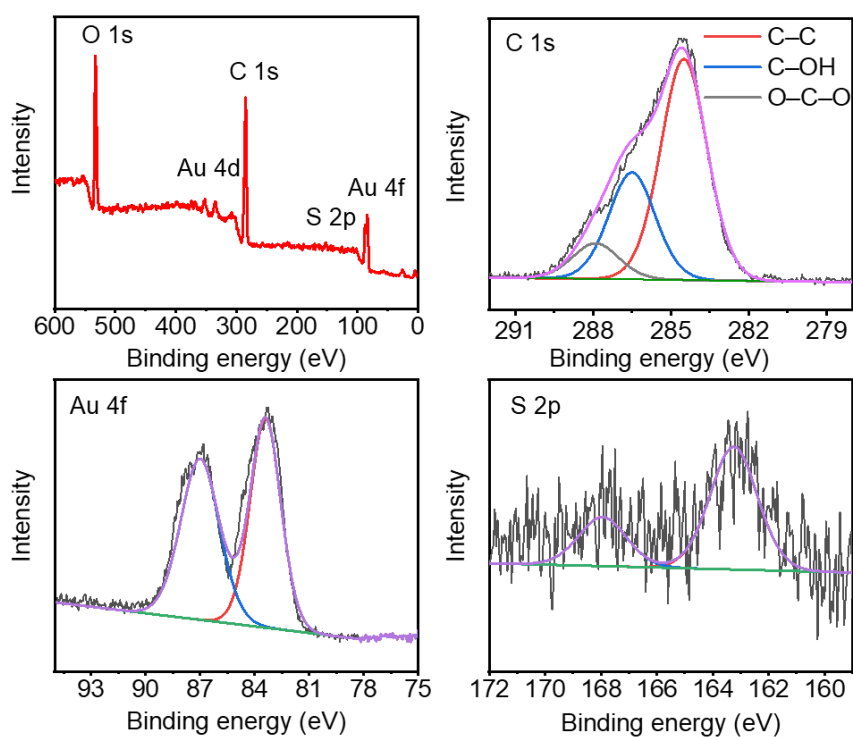 O 1s
C 1s
Au 4d
Au 4f
S 2p
Intensity
600 500 400 300 200 100 0
Binding energy (eV)
C 1s
C–C
C–OH
O–C–O
Intensity
291 288 285 282 279
Binding energy (eV)
Au 4f
Intensity
93 90 87 84 81 78 75
Binding energy (eV)
S 2p
Intensity
172 170 168 166 164 162 160
Binding energy (eV)